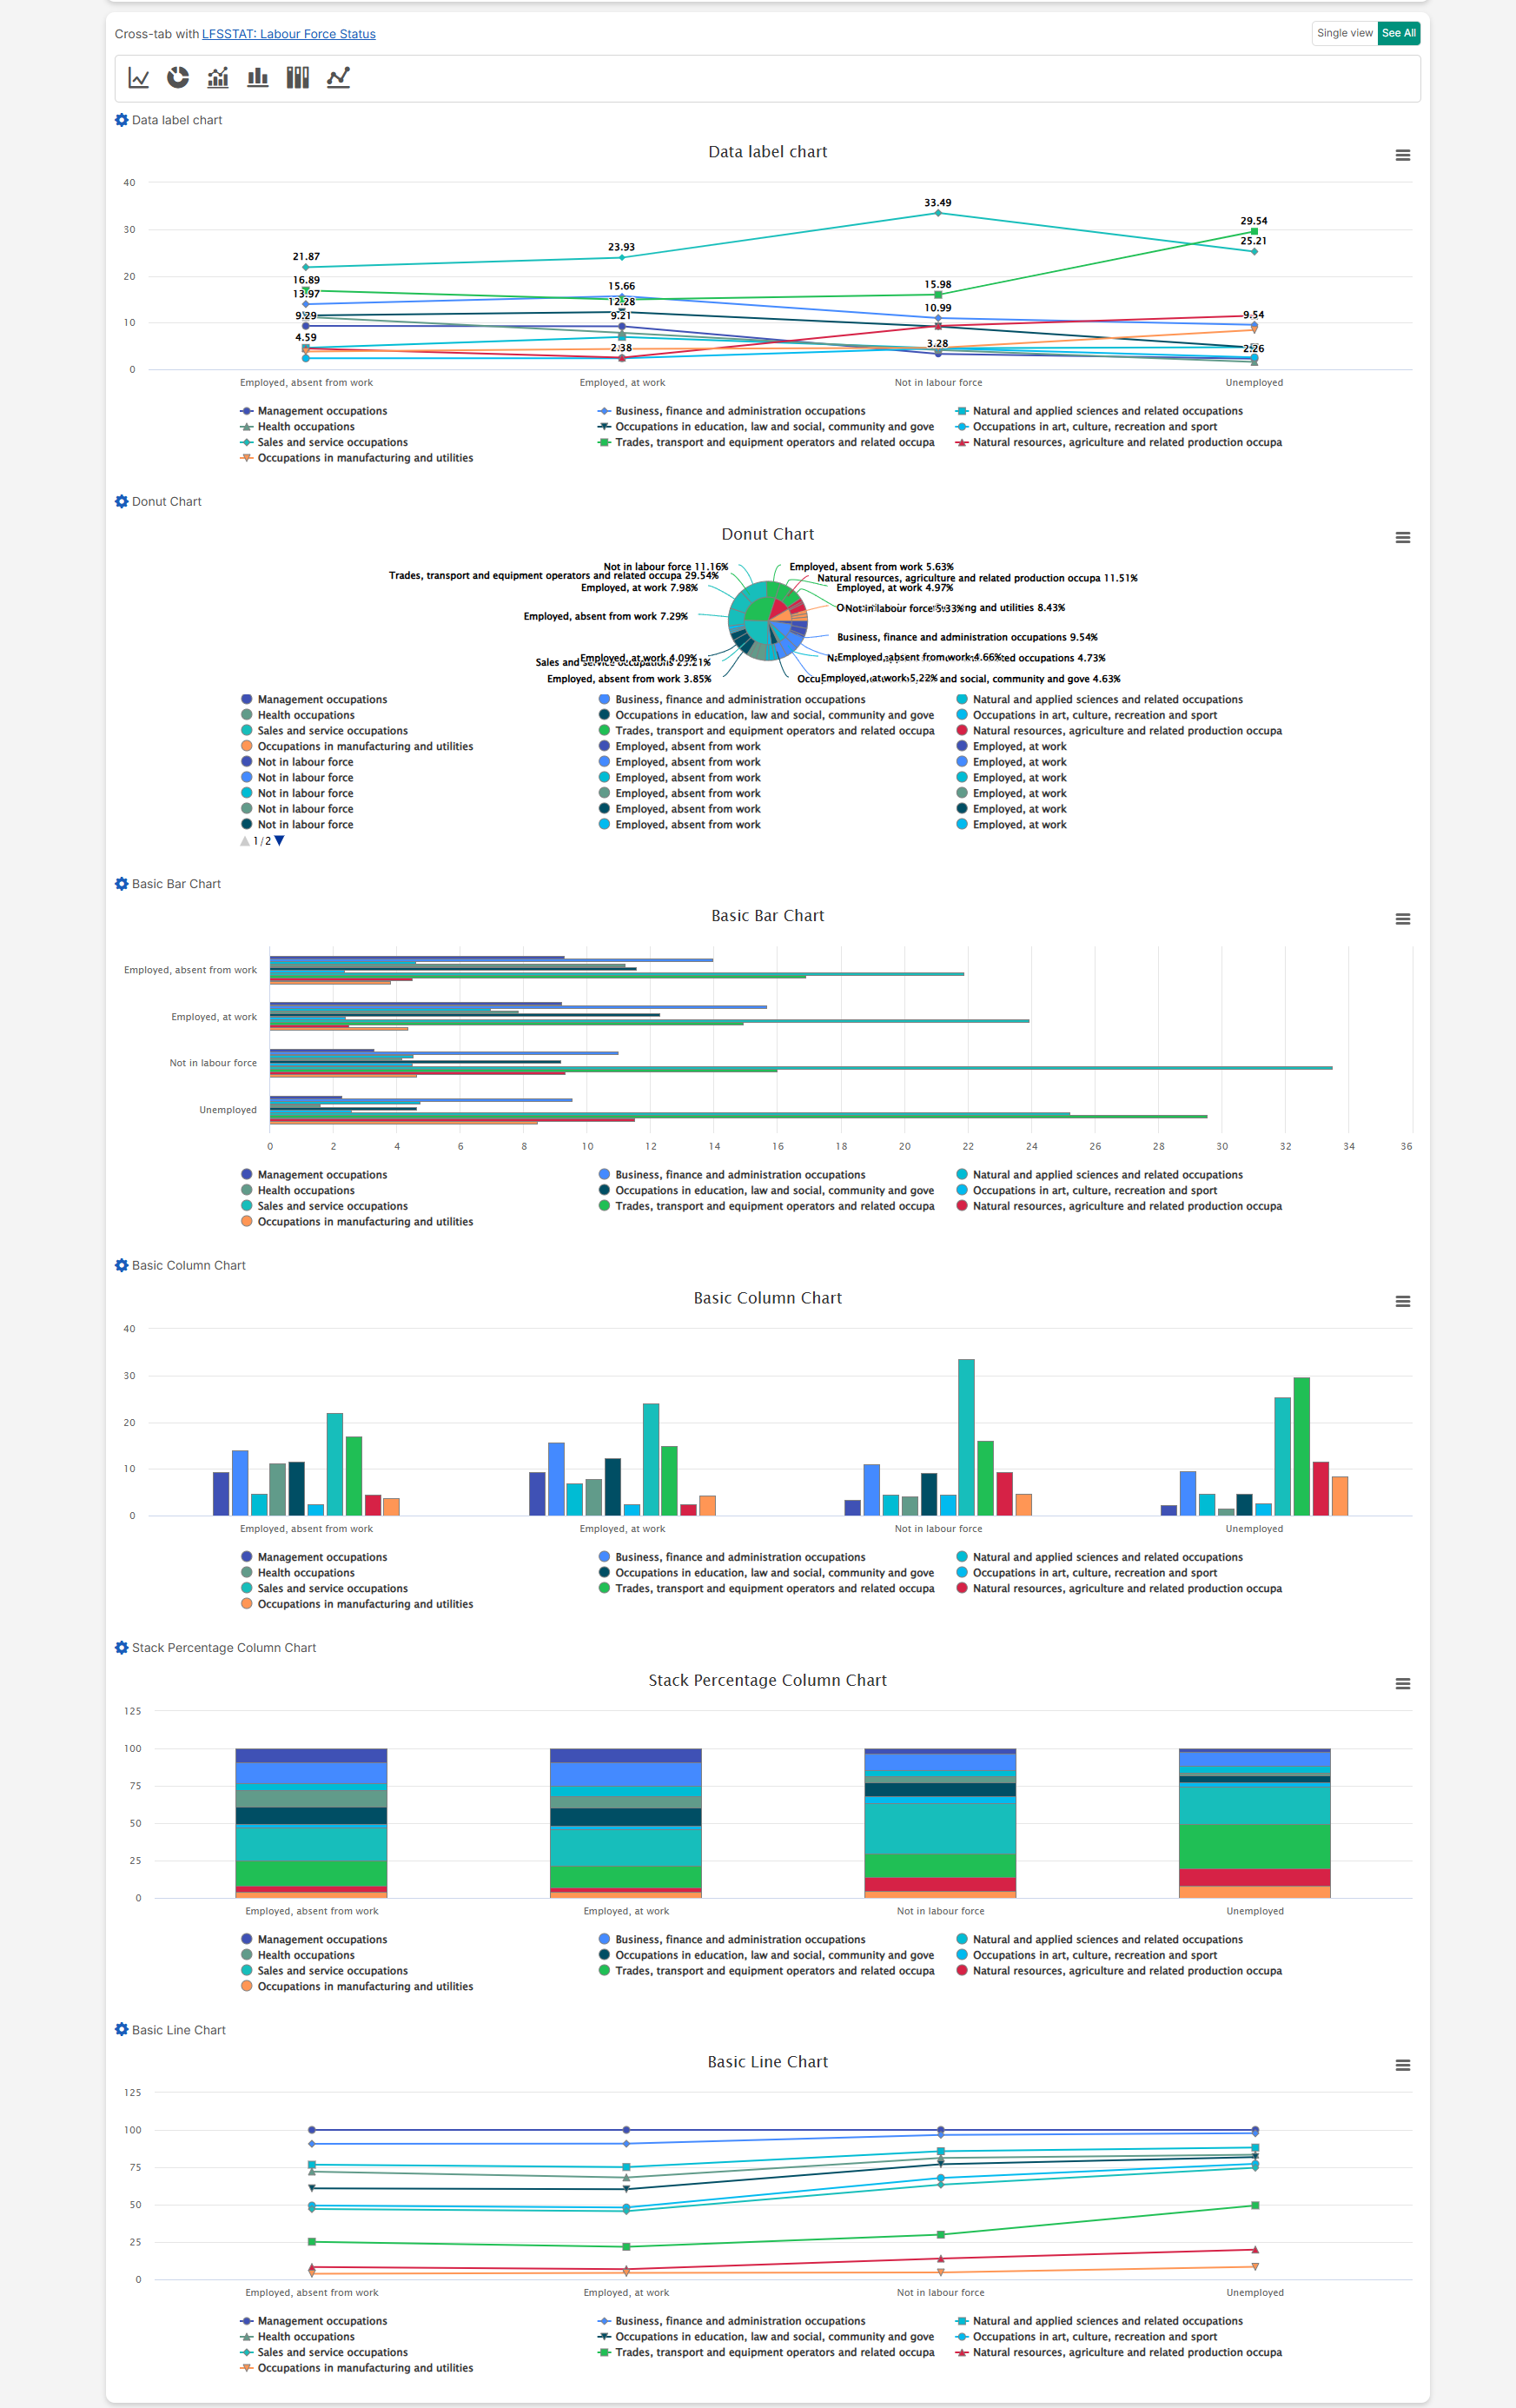 Cross-tab with LFSSTAT: Labour Force Status
Single view See All
Data label chart
Data label chart
40
30
20
10
0
21.87
16.89
13.97
9.29
4.59
23.93
15.66
12.28
9.21
2.38
33.49
15.98
10.99
3.28
29.54
25.21
9.54
2.26
Employed, absent from work Employed, at work Not in labour force Unemployed
Management occupations Business, finance and administration occupations Natural and applied sciences and related occupations
Health occupations Occupations in education, law and social, community and gove Occupations in art, culture, recreation and sport
Sales and service occupations Trades, transport and equipment operators and related occupa Natural resources, agriculture and related production occupa
Occupations in manufacturing and utilities
Donut Chart
Donut Chart
Not in labour force 11.16% Employed, absent from work 5.63%
Trades, transport and equipment operators and related occupa 29.54% Natural resources, agriculture and related production occupa 11.51%
Employed, at work 7.98% Employed, at work 4.97%
Not in labour force 5.33% ing and utilities 8.43%
Employed, absent from work 7.29%
Business, finance and administration occupations 9.54%
Employed, at work 4.09% Employed, absent from work 4.66% ed occupations 4.73%
Sales and service occupations 25.21%
Employed, absent from work 3.85% Employed, at work 5.22% and social, community and gove 4.63%
Management occupations Business, finance and administration occupations Natural and applied sciences and related occupations
Health occupations Occupations in education, law and social, community and gove Occupations in art, culture, recreation and sport
Sales and service occupations Trades, transport and equipment operators and related occupa Natural resources, agriculture and related production occupa
Occupations in manufacturing and utilities Employed, absent from work Employed, at work
Not in labour force Employed, absent from work Employed, at work
Not in labour force Employed, absent from work Employed, at work
Not in labour force Employed, absent from work Employed, at work
Not in labour force Employed, absent from work Employed, at work
Not in labour force Employed, absent from work Employed, at work
1/2
Basic Bar Chart
Basic Bar Chart
Employed, absent from work
Employed, at work
Not in labour force
Unemployed
0 2 4 6 8 10 12 14 16 18 20 22 24 26 28 30 32 34 36
Management occupations Business, finance and administration occupations Natural and applied sciences and related occupations
Health occupations Occupations in education, law and social, community and gove Occupations in art, culture, recreation and sport
Sales and service occupations Trades, transport and equipment operators and related occupa Natural resources, agriculture and related production occupa
Occupations in manufacturing and utilities
Basic Column Chart
Basic Column Chart
40
30
20
10
0
Employed, absent from work Employed, at work Not in labour force Unemployed
Management occupations Business, finance and administration occupations Natural and applied sciences and related occupations
Health occupations Occupations in education, law and social, community and gove Occupations in art, culture, recreation and sport
Sales and service occupations Trades, transport and equipment operators and related occupa Natural resources, agriculture and related production occupa
Occupations in manufacturing and utilities
Stack Percentage Column Chart
Stack Percentage Column Chart
125
100
75
50
25
0
Employed, absent from work Employed, at work Not in labour force Unemployed
Management occupations Business, finance and administration occupations Natural and applied sciences and related occupations
Health occupations Occupations in education, law and social, community and gove Occupations in art, culture, recreation and sport
Sales and service occupations Trades, transport and equipment operators and related occupa Natural resources, agriculture and related production occupa
Occupations in manufacturing and utilities
Basic Line Chart
Basic Line Chart
125
100
75
50
25
0
Employed, absent from work Employed, at work Not in labour force Unemployed
Management occupations Business, finance and administration occupations Natural and applied sciences and related occupations
Health occupations Occupations in education, law and social, community and gove Occupations in art, culture, recreation and sport
Sales and service occupations Trades, transport and equipment operators and related occupa Natural resources, agriculture and related production occupa
Occupations in manufacturing and utilities